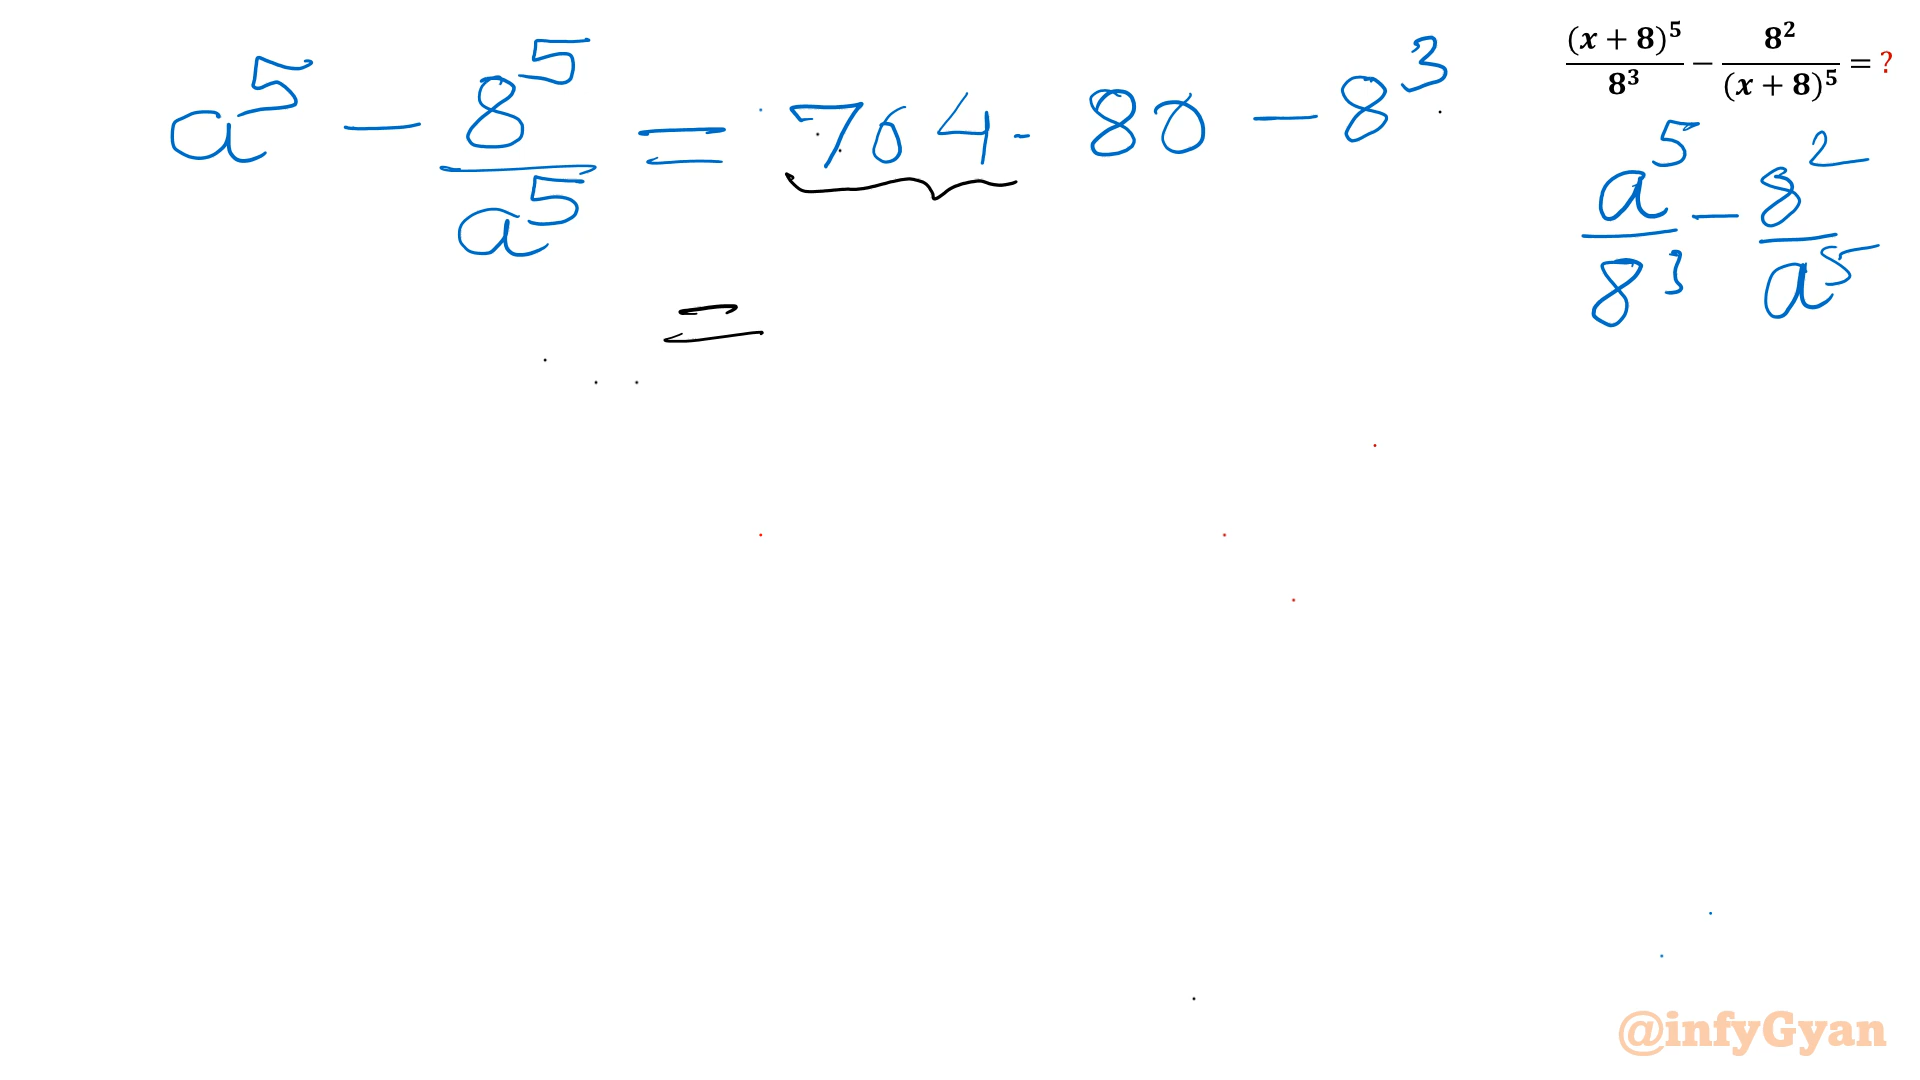 a^5 − 8^5/a^5 = 764 · 80 − 8^3
=
(x + 8)^5/8^3 − 8^2/(x + 8)^5 = ?
a^5/8^3 − 8^2/a^5
@infyGyan